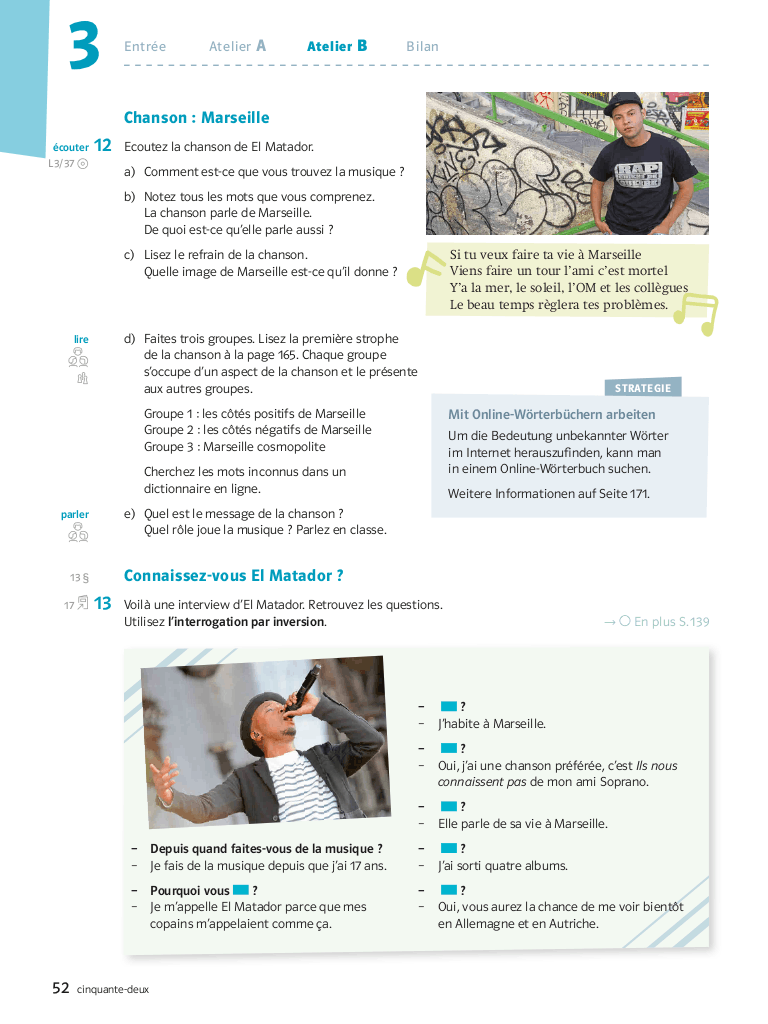 3
Entrée Atelier A Atelier B Bilan
Chanson : Marseille
écouter 12 Ecoutez la chanson de El Matador.
L3/37
a) Comment est-ce que vous trouvez la musique ?
b) Notez tous les mots que vous comprenez.
La chanson parle de Marseille.
De quoi est-ce qu'elle parle aussi ?
c) Lisez le refrain de la chanson.
Quelle image de Marseille est-ce qu'il donne ?
RAP
Si tu veux faire ta vie à Marseille
Viens faire un tour l'ami c'est mortel
Y'a la mer, le soleil, l'OM et les collègues
Le beau temps règlera tes problèmes.
lire
d) Faites trois groupes. Lisez la première strophe
de la chanson à la page 165. Chaque groupe
s'occupe d'un aspect de la chanson et le présente
aux autres groupes.
Groupe 1 : les côtés positifs de Marseille
Groupe 2 : les côtés négatifs de Marseille
Groupe 3 : Marseille cosmopolite
Cherchez les mots inconnus dans un
dictionnaire en ligne.
STRATEGIE
Mit Online-Wörterbüchern arbeiten
Um die Bedeutung unbekannter Wörter
im Internet herauszufinden, kann man
in einem Online-Wörterbuch suchen.
Weitere Informationen auf Seite 171.
parler
e) Quel est le message de la chanson ?
Quel rôle joue la musique ? Parlez en classe.
13 §
Connaissez-vous El Matador ?
17 13 Voilà une interview d'El Matador. Retrouvez les questions.
Utilisez l'interrogation par inversion.
→ O En plus S. 139
– Depuis quand faites-vous de la musique ?
– Je fais de la musique depuis que j'ai 17 ans.
– Pourquoi vous ?
– Je m'appelle El Matador parce que mes
copains m'appelaient comme ça.
– ?
– J'habite à Marseille.
– ?
– Oui, j'ai une chanson préférée, c'est Ils nous
connaissent pas de mon ami Soprano.
– ?
– Elle parle de sa vie à Marseille.
– ?
– J'ai sorti quatre albums.
– ?
– Oui, vous aurez la chance de me voir bientôt
en Allemagne et en Autriche.
52 cinquante-deux